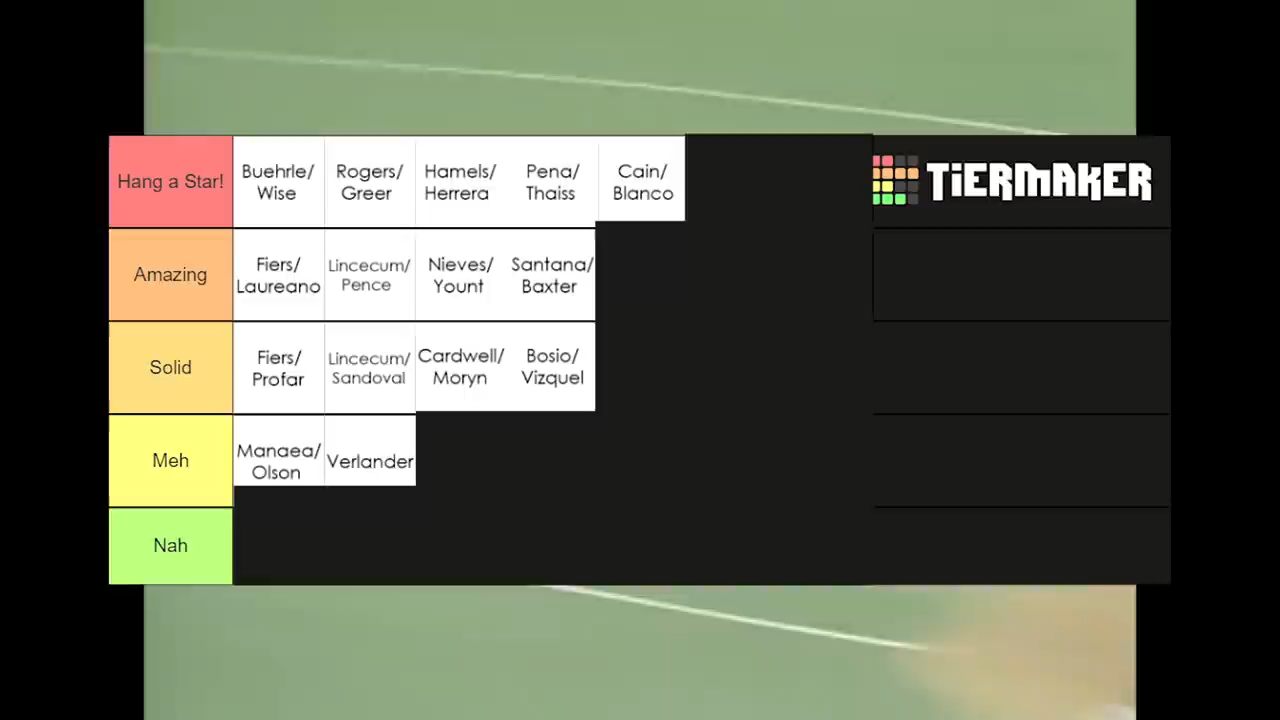 Hang a Star!
Buehrle/
Wise
Rogers/
Greer
Hamels/
Herrera
Pena/
Thaiss
Cain/
Blanco
TiERMAKER
Amazing
Fiers/
Laureano
Lincecum/
Pence
Nieves/
Yount
Santana/
Baxter
Solid
Fiers/
Profar
Lincecum/
Sandoval
Cardwell/
Moryn
Bosio/
Vizquel
Meh
Manaea/
Olson
Verlander
Nah